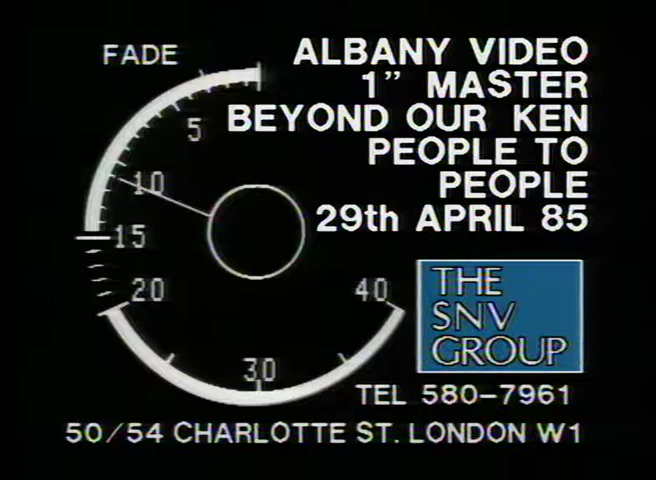 FADE
ALBANY VIDEO
1” MASTER
BEYOND OUR KEN
PEOPLE TO
PEOPLE
29th APRIL 85
5
10
15
20
30
40
THE
SNV
GROUP
TEL 580-7961
50/54 CHARLOTTE ST. LONDON W1